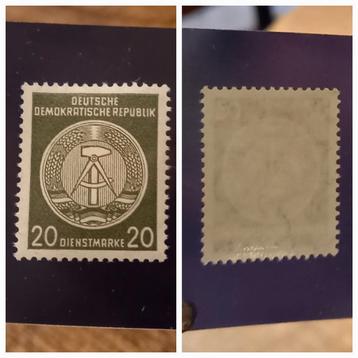 DEUTSCHE
DEMOKRATISCHE REPUBLIK
20 DIENSTMARKE 20